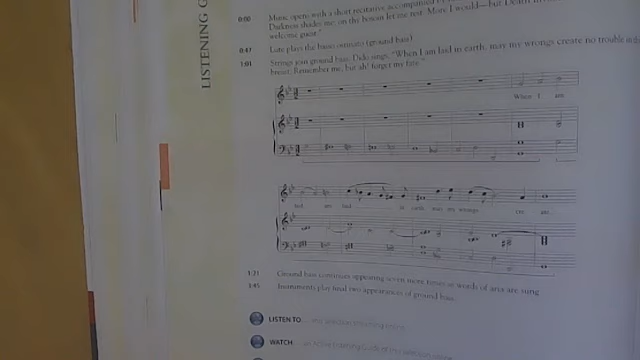 LISTENING G
0:00 Music opens with a short recitative accompanied by
Darkness shades me, on thy bosom let me rest. More I would—but Death
welcome guest."
0:47 Lute plays the basso ostinato (ground bass)
1:01 Strings join ground bass. Dido sings, "When I am laid in earth, may my wrongs create no trouble
breast. Remember me, but ah! forget my fate."
When I am
laid, am laid in earth, may my wrongs cre - ate
1:21 Ground bass continues appearing seven more times as words of aria are sung
3:45 Instruments play final two appearances of ground bass.
LISTEN TO
WATCH